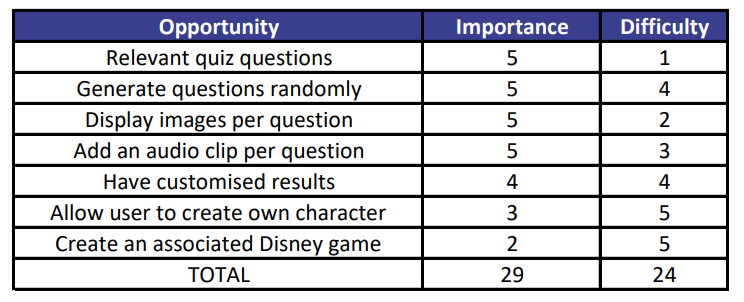 Opportunity Importance Difficulty
Relevant quiz questions 5 1
Generate questions randomly 5 4
Display images per question 5 2
Add an audio clip per question 5 3
Have customised results 4 4
Allow user to create own character 3 5
Create an associated Disney game 2 5
TOTAL 29 24